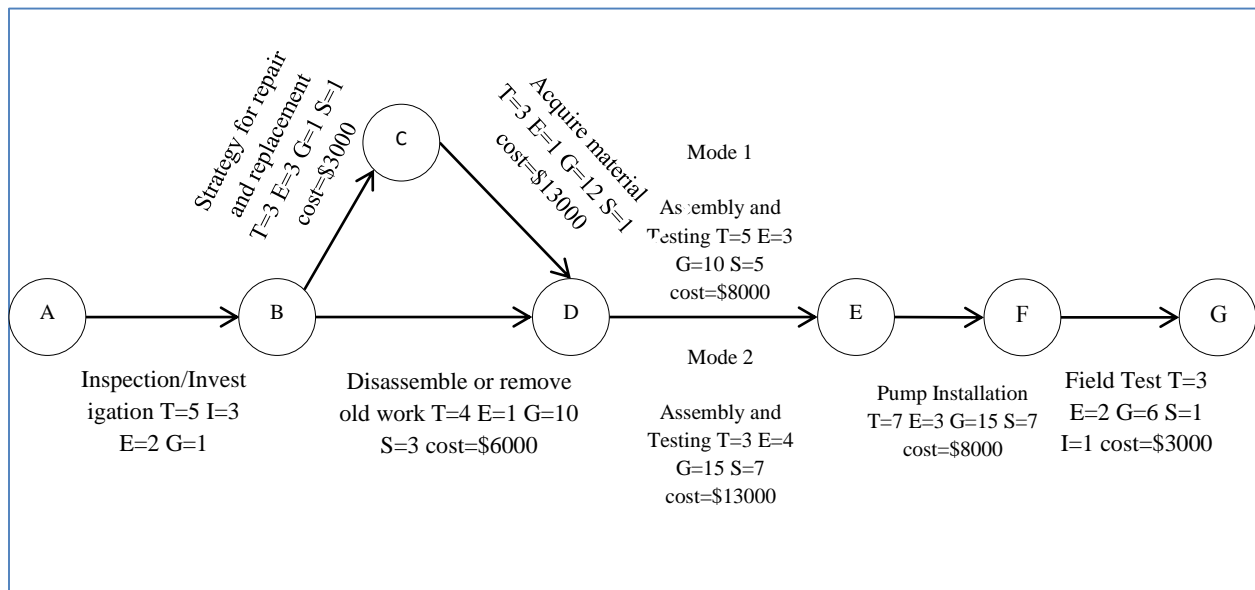 Strategy for repair
and replacement
T=3 E=3 G=1 S=1
cost=$3000
C
Acquire material
T=3 E=1 G=12 S=1
cost=$13000
Mode 1
As embly and
Testing T=5 E=3
G=10 S=5
cost=$8000
A
B
D
E
F
G
Inspection/Invest
igation T=5 I=3
E=2 G=1
Disassemble or remove
old work T=4 E=1 G=10
S=3 cost=$6000
Mode 2
Assembly and
Testing T=3 E=4
G=15 S=7
cost=$13000
Pump Installation
T=7 E=3 G=15 S=7
cost=$8000
Field Test T=3
E=2 G=6 S=1
I=1 cost=$3000